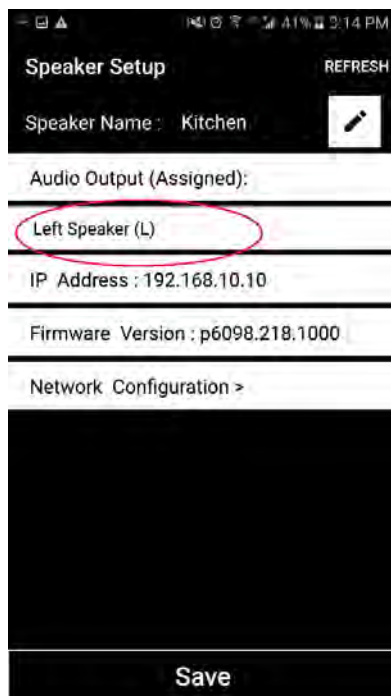 41% 2:14 PM
Speaker Setup REFRESH
Speaker Name : Kitchen
Audio Output (Assigned):
Left Speaker (L)
IP Address : 192.168.10.10
Firmware Version : p6098.218.1000
Network Configuration >
Save